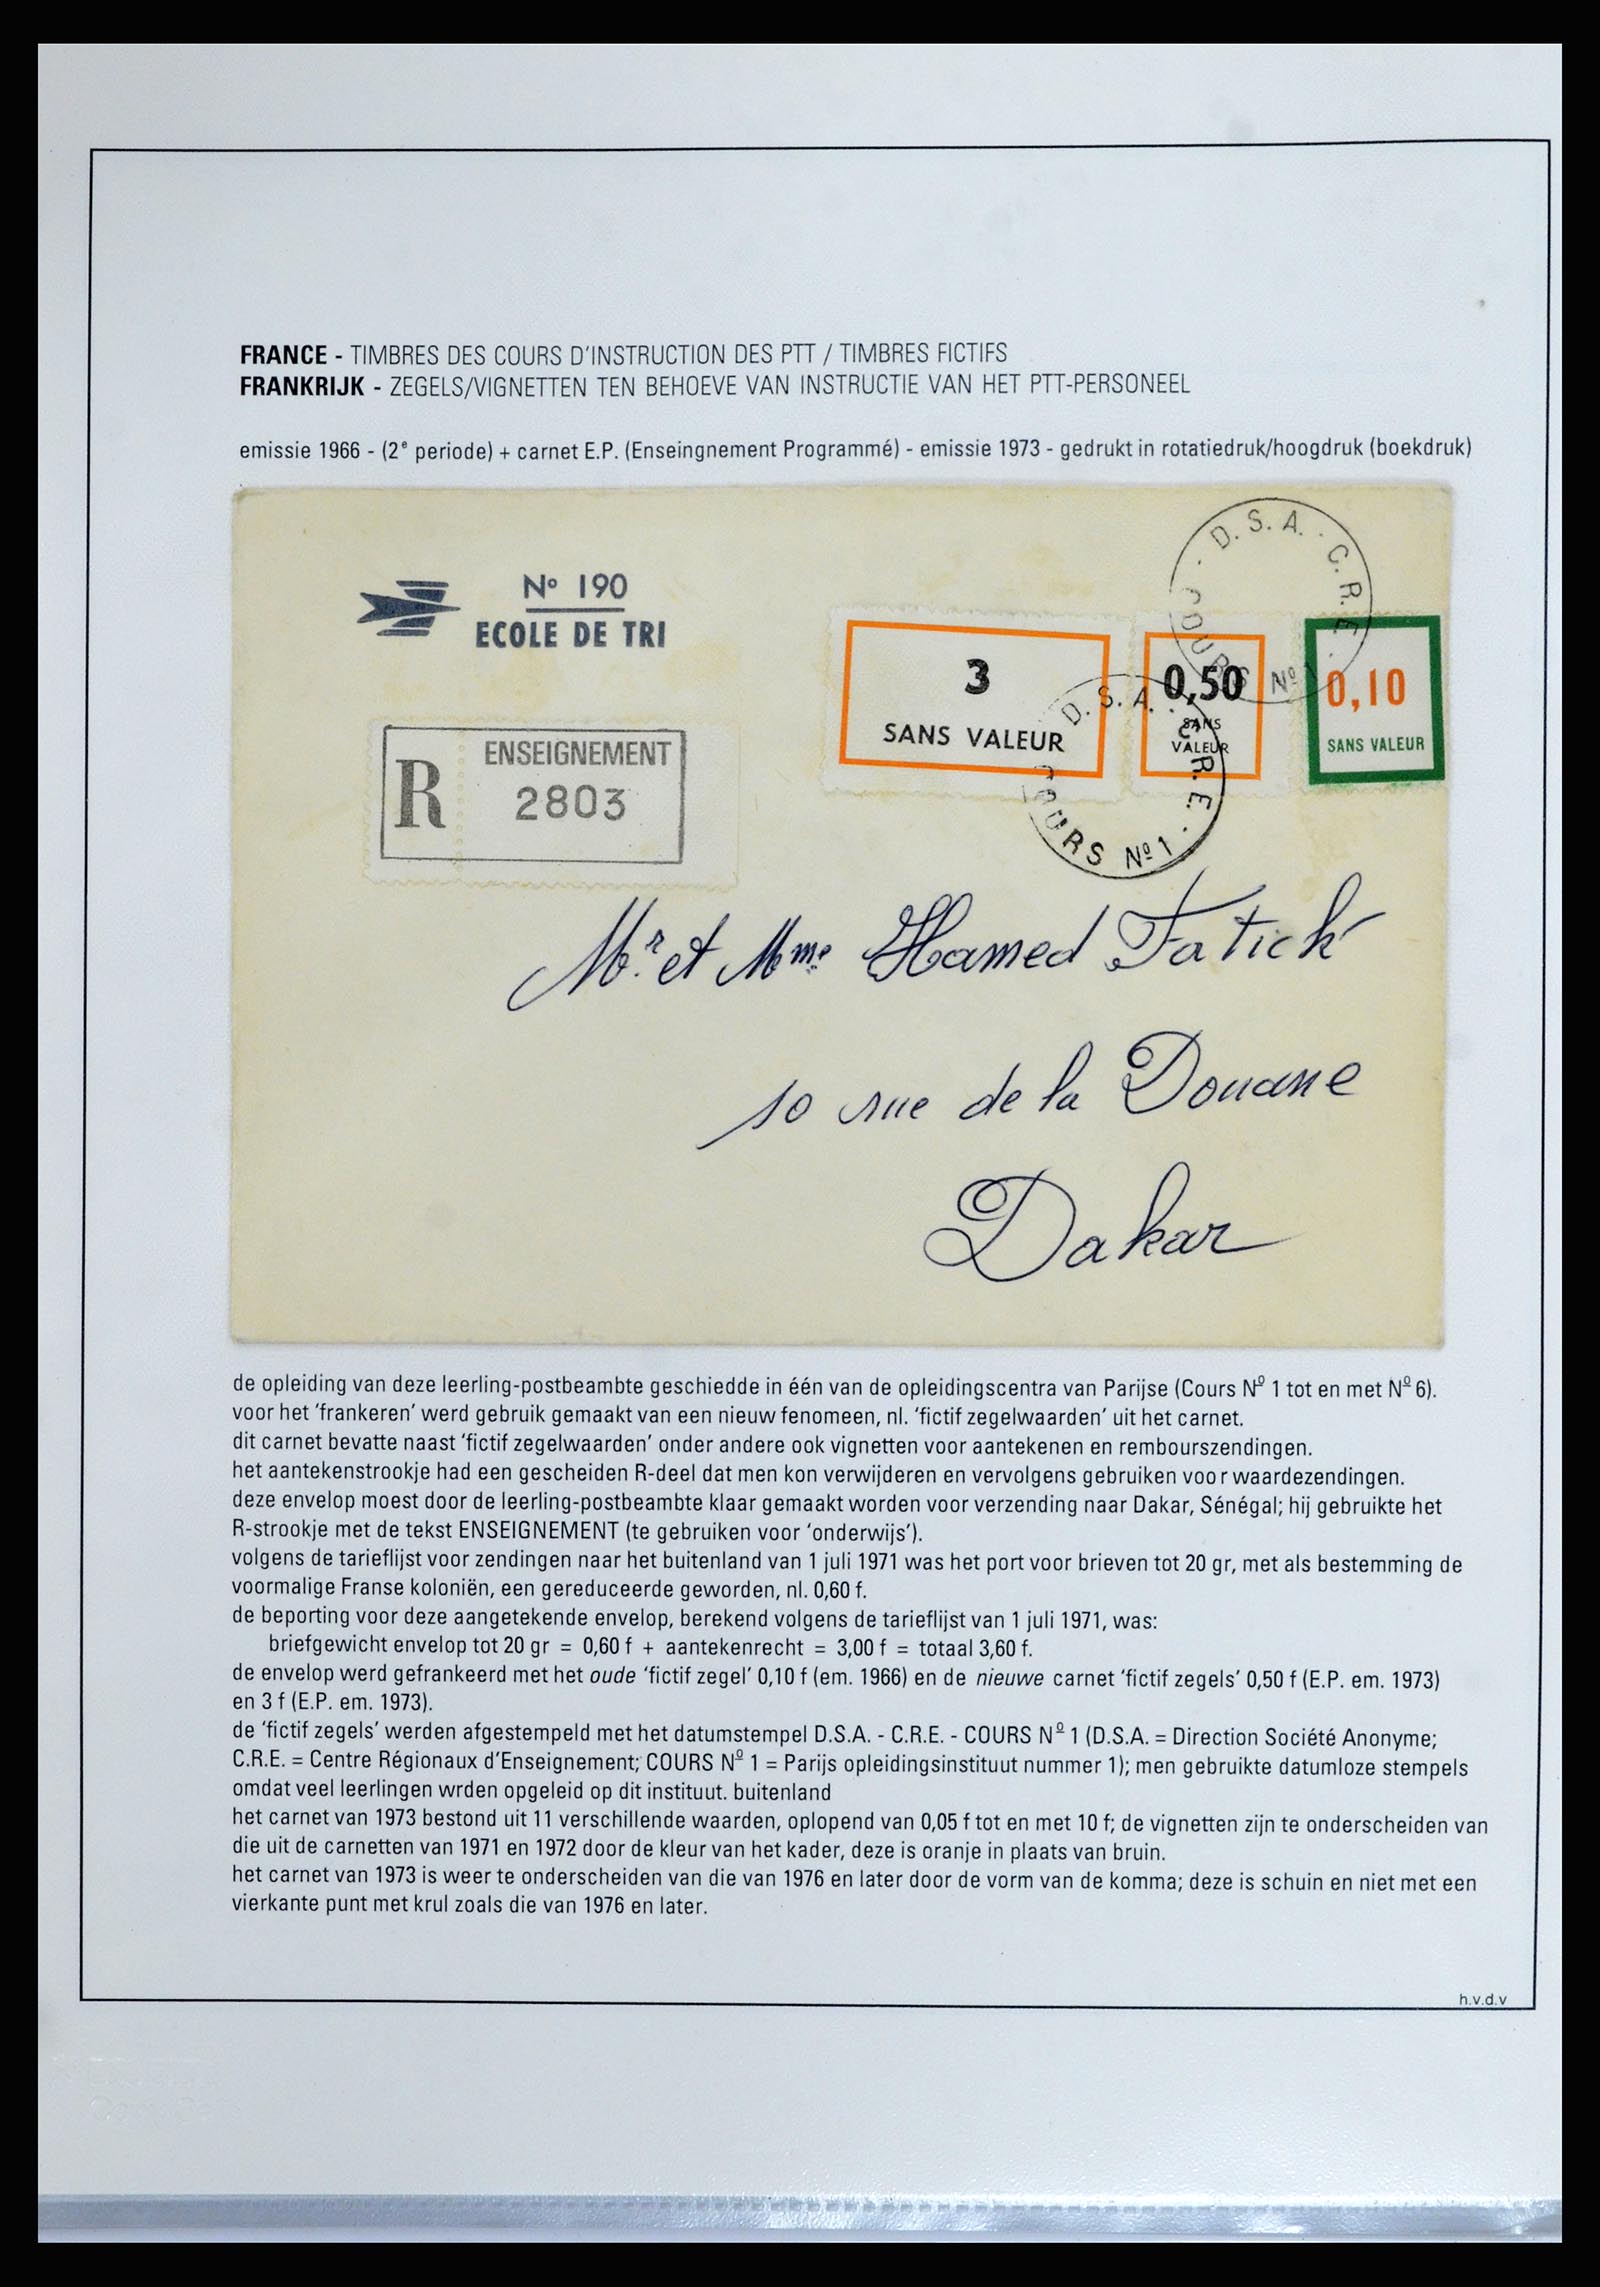 FRANCE - TIMBRES DES COURS D'INSTRUCTION DES PTT / TIMBRES FICTIFS
FRANKRIJK - ZEGELS/VIGNETTEN TEN BEHOEVE VAN INSTRUCTIE VAN HET PTT-PERSONEEL
emissie 1966 - (2e periode) + carnet E.P. (Enseingnement Programmé) - emissie 1973 - gedrukt in rotatiedruk/hoogdruk (boekdruk)
No 190
ECOLE DE TRI
R ENSEIGNEMENT
2803
3
SANS VALEUR
0,50
SANS
VALEUR
0,10
SANS VALEUR
D.S.A. · C.R.E. · COURS Nº 1
D.S.A. · C.R.E. · COURS Nº 1
Mr. et Mme Hamed Fatick
10 rue de la Douane
Dakar
de opleiding van deze leerling-postbeambte geschiedde in één van de opleidingscentra van Parijse (Cours Nº 1 tot en met Nº 6).
voor het 'frankeren' werd gebruik gemaakt van een nieuw fenomeen, nl. 'fictif zegelwaarden' uit het carnet.
dit carnet bevatte naast 'fictif zegelwaarden' onder andere ook vignetten voor aantekenen en rembourszendingen.
het aantekenstrookje had een gescheiden R-deel dat men kon verwijderen en vervolgens gebruiken voor waardezendingen.
deze envelop moest door de leerling-postbeambte klaar gemaakt worden voor verzending naar Dakar, Sénégal; hij gebruikte het
R-strookje met de tekst ENSEIGNEMENT (te gebruiken voor 'onderwijs').
volgens de tarieflijst voor zendingen naar het buitenland van 1 juli 1971 was het port voor brieven tot 20 gr, met als bestemming de
voormalige Franse koloniën, een gereduceerde geworden, nl. 0,60 f.
de beporting voor deze aangetekende envelop, berekend volgens de tarieflijst van 1 juli 1971, was:
briefgewicht envelop tot 20 gr = 0,60 f + aantekenrecht = 3,00 f = totaal 3,60 f.
de envelop werd gefrankeerd met het oude 'fictif zegel' 0,10 f (em. 1966) en de nieuwe carnet 'fictif zegels' 0,50 f (E.P. em. 1973)
en 3 f (E.P. em. 1973).
de 'fictif zegels' werden afgestempeld met het datumstempel D.S.A. - C.R.E. - COURS Nº 1 (D.S.A. = Direction Société Anonyme;
C.R.E. = Centre Régionaux d'Enseignement; COURS Nº 1 = Parijs opleidingsinstituut nummer 1); men gebruikte datumloze stempels
omdat veel leerlingen wrden opgeleid op dit instituut. buitenland
het carnet van 1973 bestond uit 11 verschillende waarden, oplopend van 0,05 f tot en met 10 f; de vignetten zijn te onderscheiden van
die uit de carnetten van 1971 en 1972 door de kleur van het kader, deze is oranje in plaats van bruin.
het carnet van 1973 is weer te onderscheiden van die van 1976 en later door de vorm van de komma; deze is schuin en niet met een
vierkante punt met krul zoals die van 1976 en later.
h.v.d.v